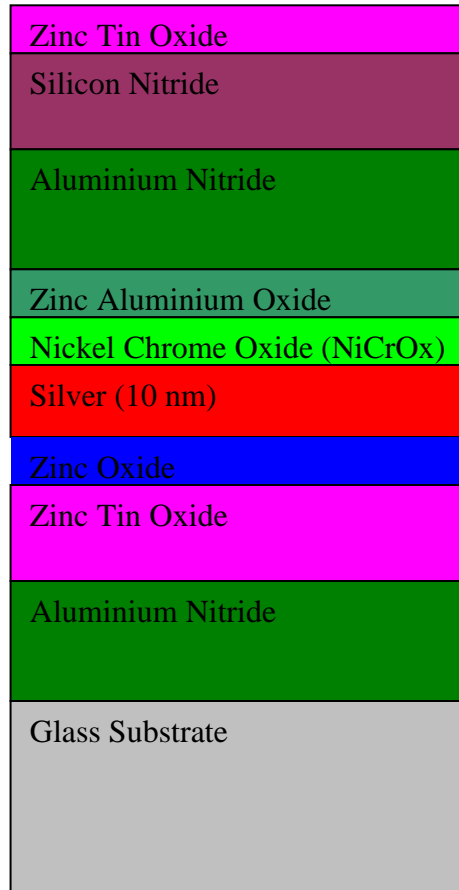 Zinc Tin Oxide
Silicon Nitride
Aluminium Nitride
Zinc Aluminium Oxide
Nickel Chrome Oxide (NiCrOx)
Silver (10 nm)
Zinc Oxide
Zinc Tin Oxide
Aluminium Nitride
Glass Substrate